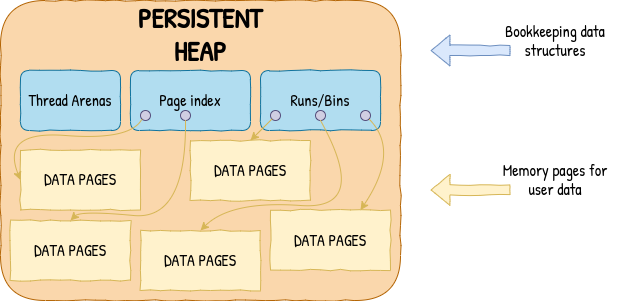 PERSISTENT
HEAP
Bookkeeping data
structures
Thread Arenas
Page index
Runs/Bins
DATA PAGES
DATA PAGES
Memory pages for
user data
DATA PAGES
DATA PAGES
DATA PAGES